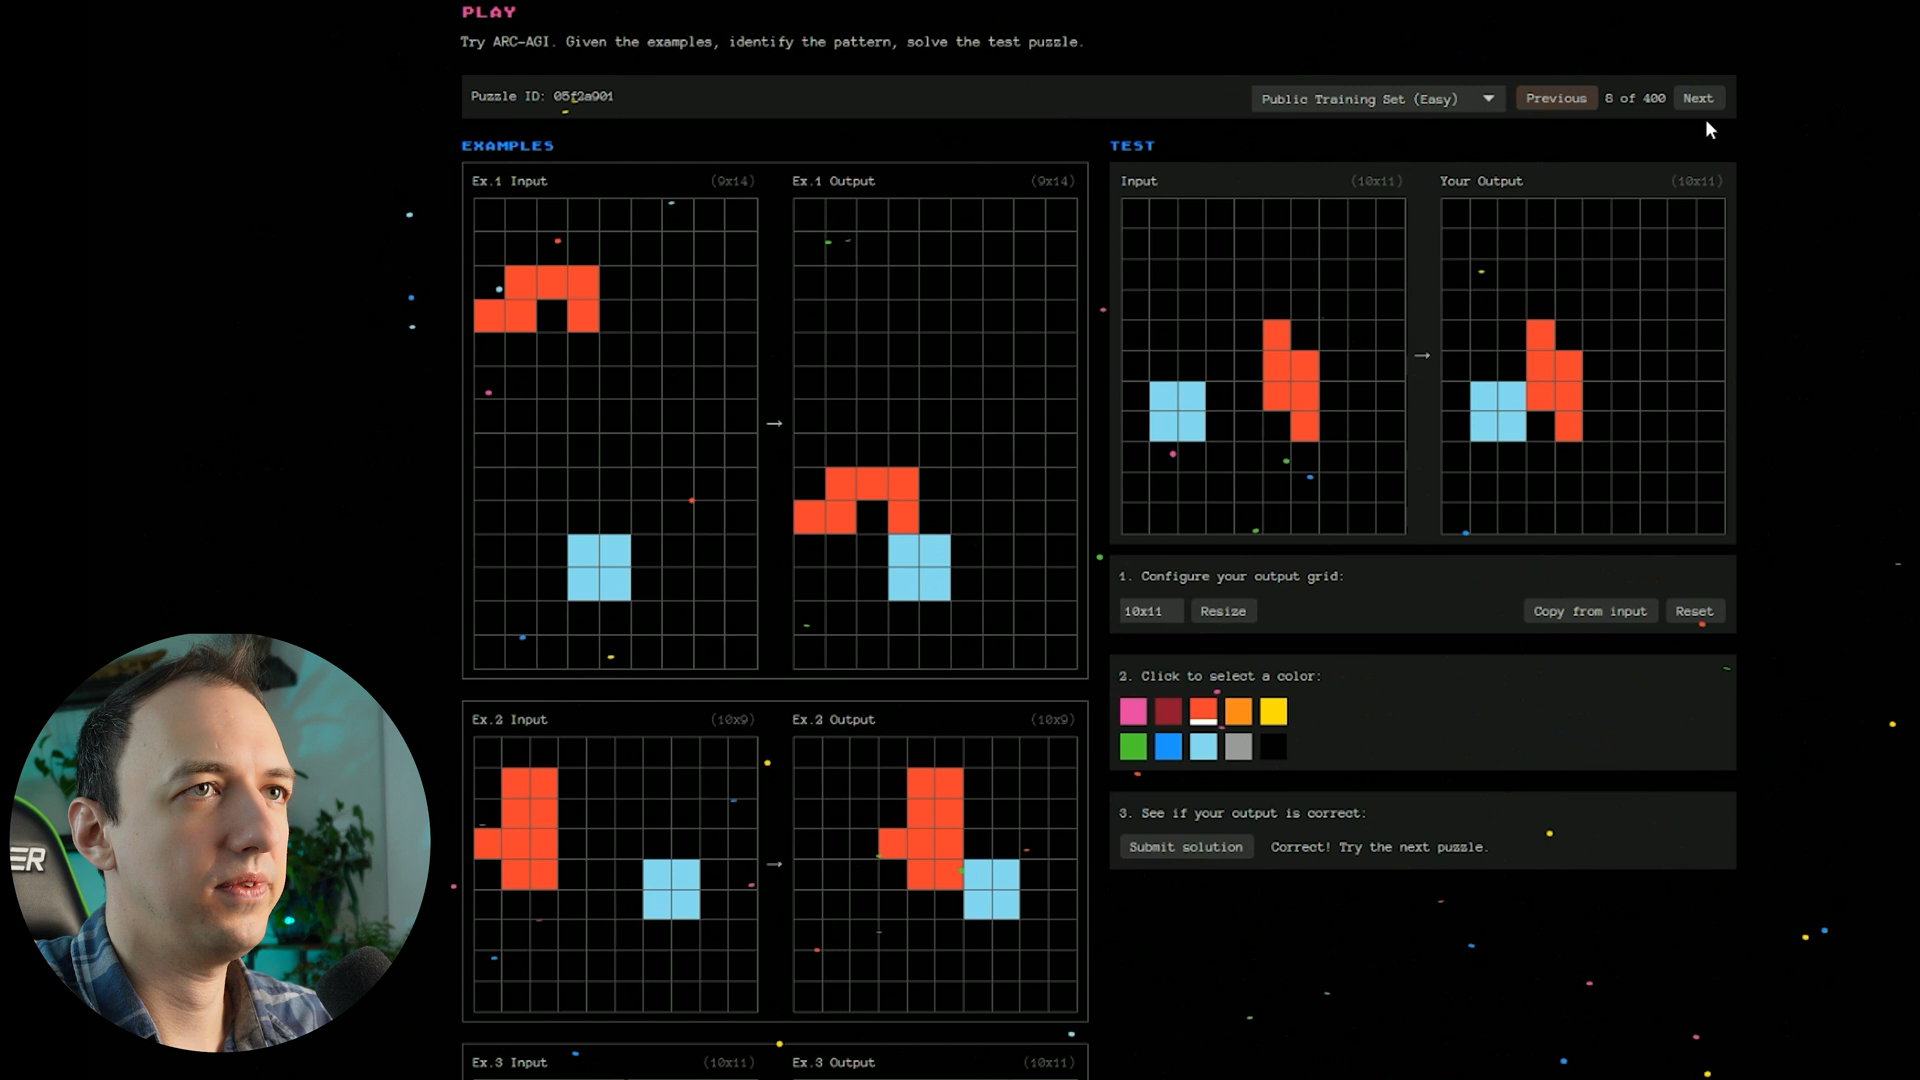 PLAY
Try ARC-AGI. Given the examples, identify the pattern, solve the test puzzle.
Puzzle ID: 05f2a901
Public Training Set (Easy)
Previous
8 of 400
Next
EXAMPLES
Ex.1 Input
(9x14)
Ex.1 Output
(9x14)
→
Ex.2 Input
(10x9)
Ex.2 Output
(10x9)
→
Ex.3 Input
(10x11)
Ex.3 Output
(10x11)
TEST
Input
(10x11)
Your Output
(10x11)
→
1. Configure your output grid:
10x11
Resize
Copy from input
Reset
2. Click to select a color:
3. See if your output is correct:
Submit solution
Correct! Try the next puzzle.
ER